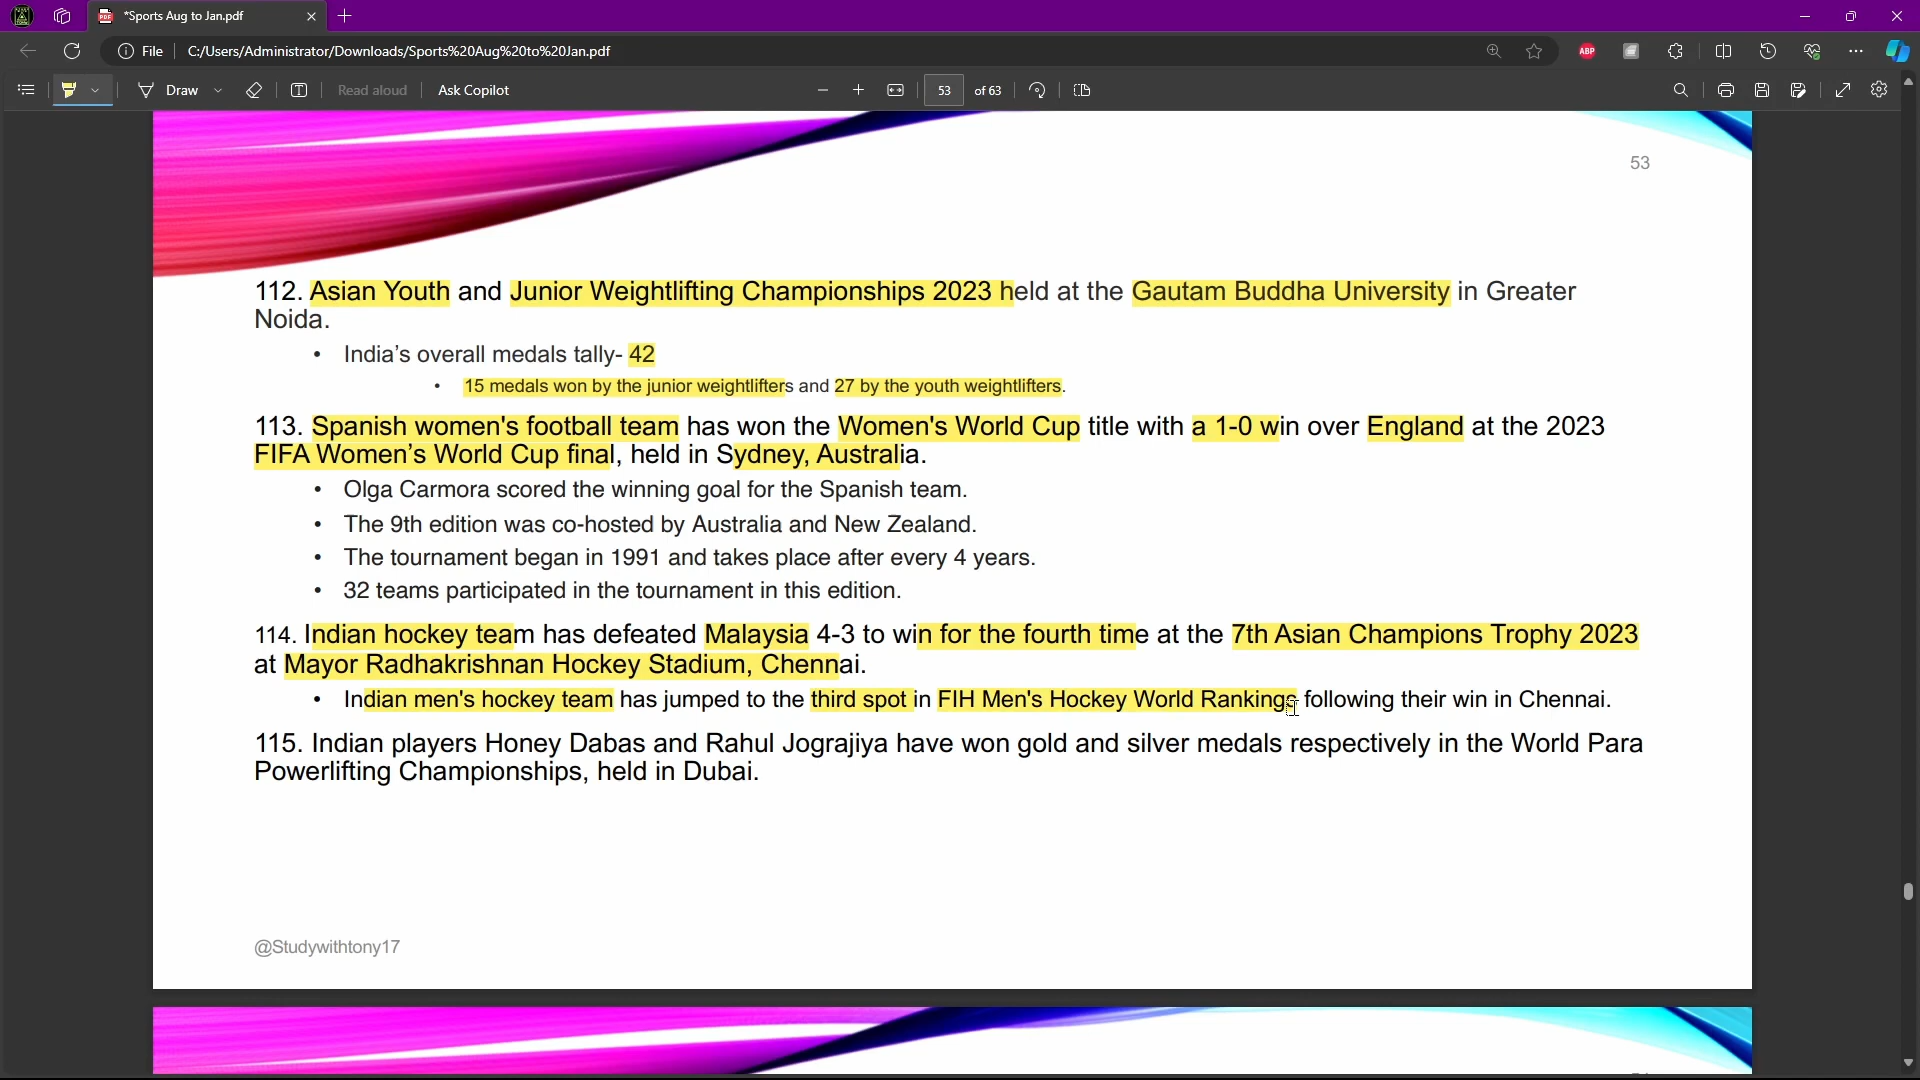 *Sports Aug to Jan.pdf
File
C:/Users/Administrator/Downloads/Sports%20Aug%20to%20Jan.pdf
ABP
Draw
Read aloud
Ask Copilot
53
of 63
53
112. Asian Youth and Junior Weightlifting Championships 2023 held at the Gautam Buddha University in Greater
Noida.
• India’s overall medals tally- 42
• 15 medals won by the junior weightlifters and 27 by the youth weightlifters.
113. Spanish women's football team has won the Women's World Cup title with a 1-0 win over England at the 2023
FIFA Women’s World Cup final, held in Sydney, Australia.
• Olga Carmora scored the winning goal for the Spanish team.
• The 9th edition was co-hosted by Australia and New Zealand.
• The tournament began in 1991 and takes place after every 4 years.
• 32 teams participated in the tournament in this edition.
114. Indian hockey team has defeated Malaysia 4-3 to win for the fourth time at the 7th Asian Champions Trophy 2023
at Mayor Radhakrishnan Hockey Stadium, Chennai.
• Indian men's hockey team has jumped to the third spot in FIH Men's Hockey World Rankings following their win in Chennai.
115. Indian players Honey Dabas and Rahul Jograjiya have won gold and silver medals respectively in the World Para
Powerlifting Championships, held in Dubai.
@Studywithtony17